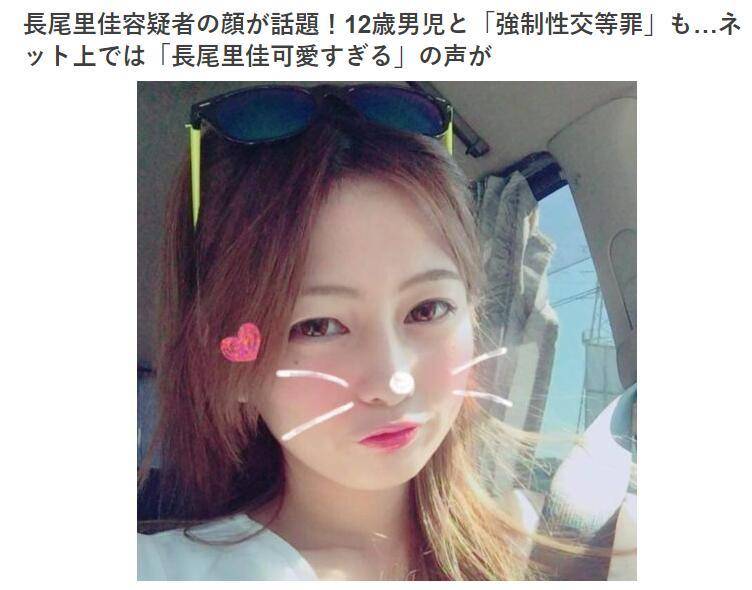 長尾里佳容疑者の顔が話題！12歳男児と「強制性交等罪」も…ネ
ット上では「長尾里佳可愛すぎる」の声が